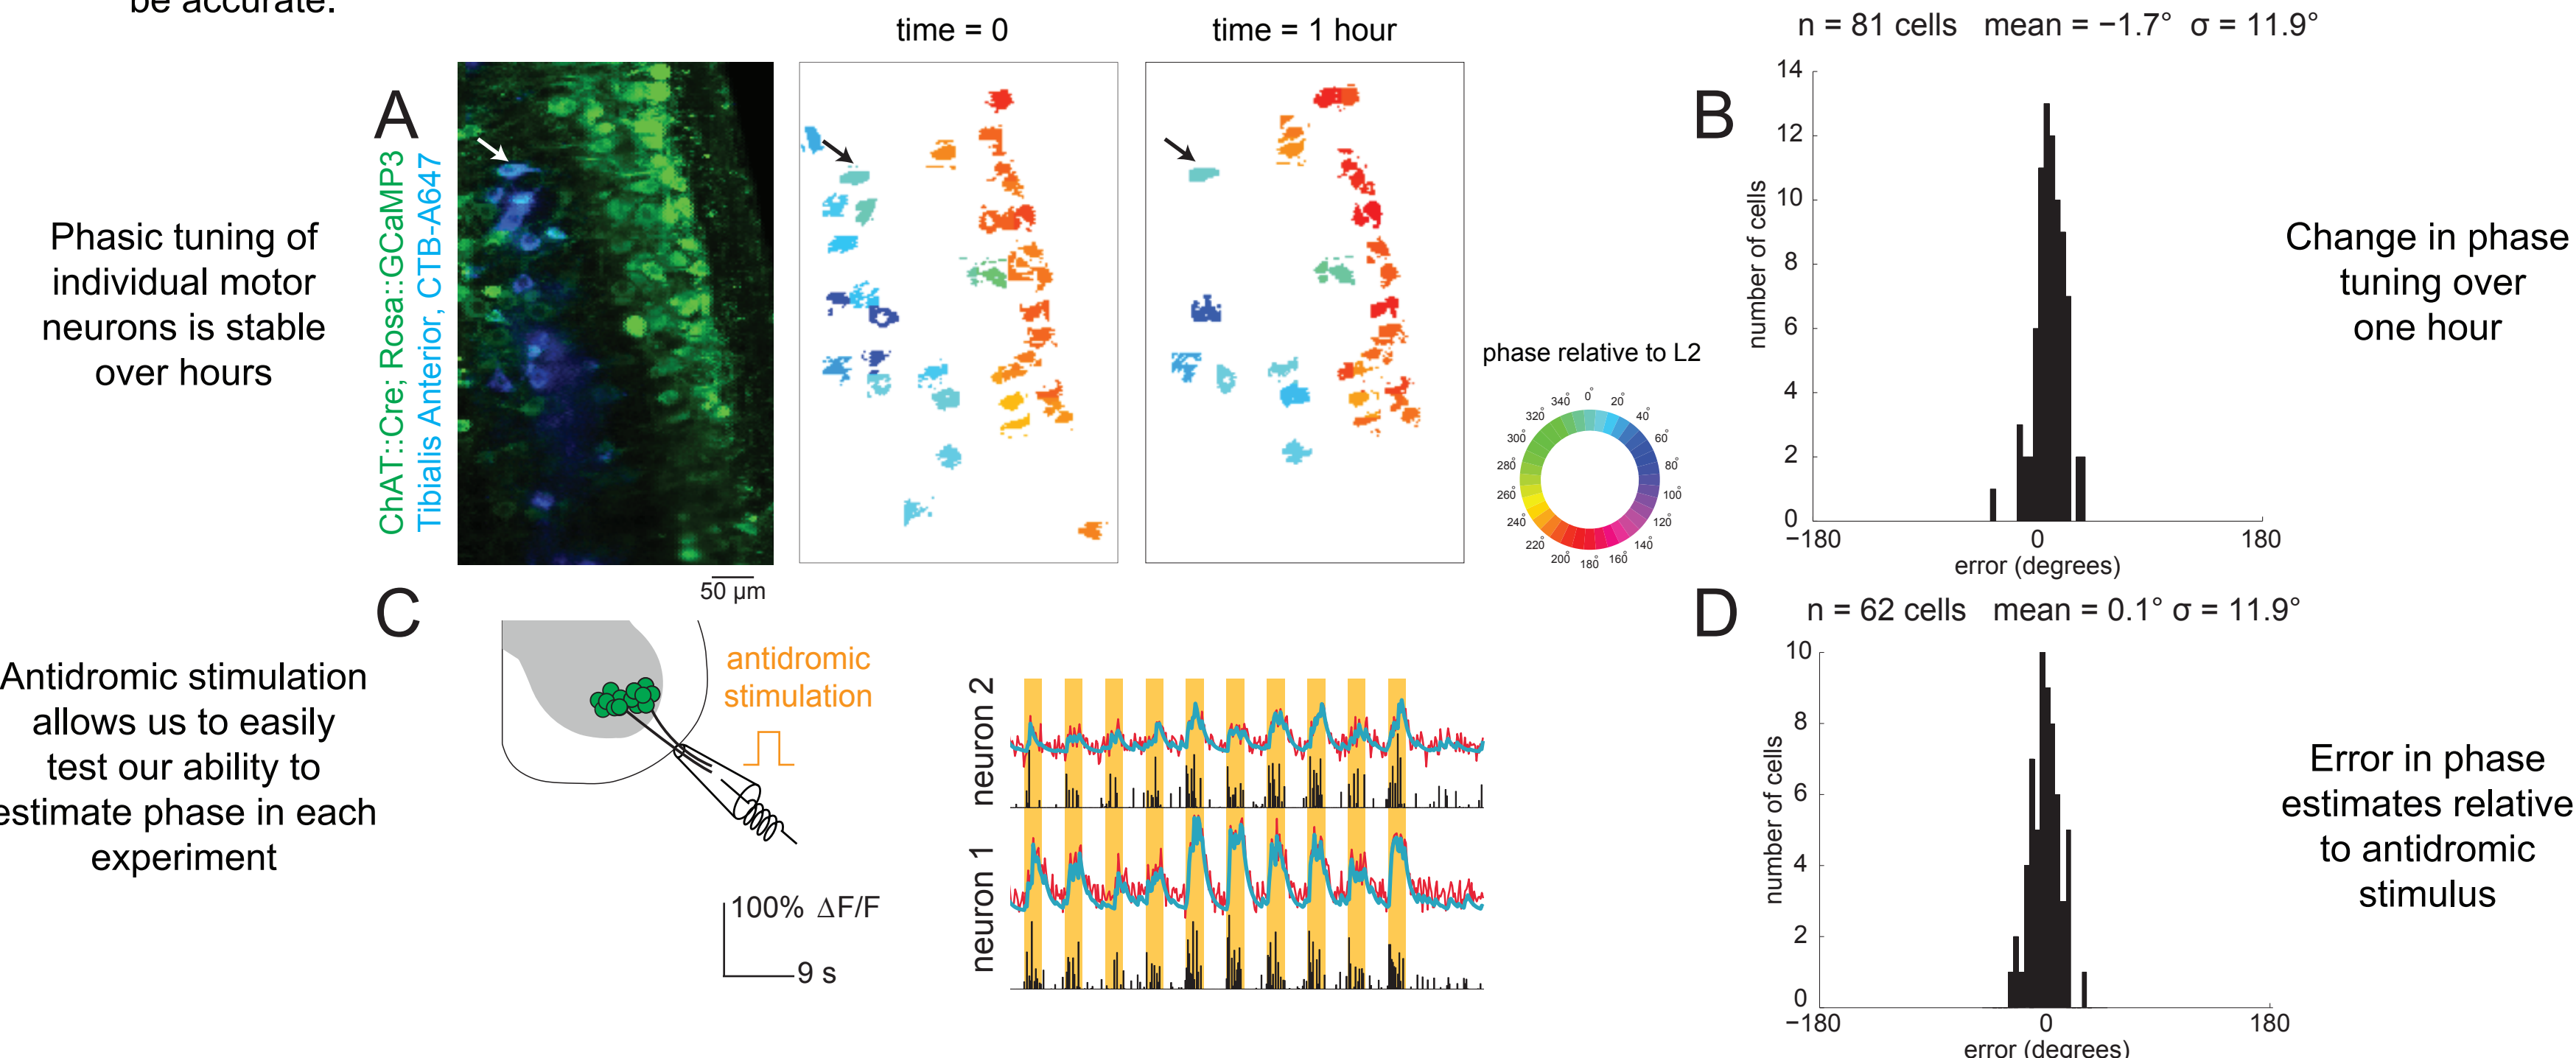 be accurate.
Phasic tuning of
individual motor
neurons is stable
over hours
A
ChAT::Cre; Rosa::GCaMP3
Tibialis Anterior, CTB-A647
time = 0
time = 1 hour
50 µm
phase relative to L2
0°
20°
40°
60°
80°
100°
120°
140°
160°
180°
200°
220°
240°
260°
280°
300°
320°
340°
B
n = 81 cells mean = −1.7° σ = 11.9°
number of cells
14
12
10
8
6
4
2
0
−180
0
180
error (degrees)
Change in phase
tuning over
one hour
Antidromic stimulation
allows us to easily
test our ability to
estimate phase in each
experiment
C
antidromic
stimulation
100% ΔF/F
9 s
neuron 2
neuron 1
D
n = 62 cells mean = 0.1° σ = 11.9°
number of cells
10
8
6
4
2
0
−180
0
180
error (degrees)
Error in phase
estimates relative
to antidromic
stimulus